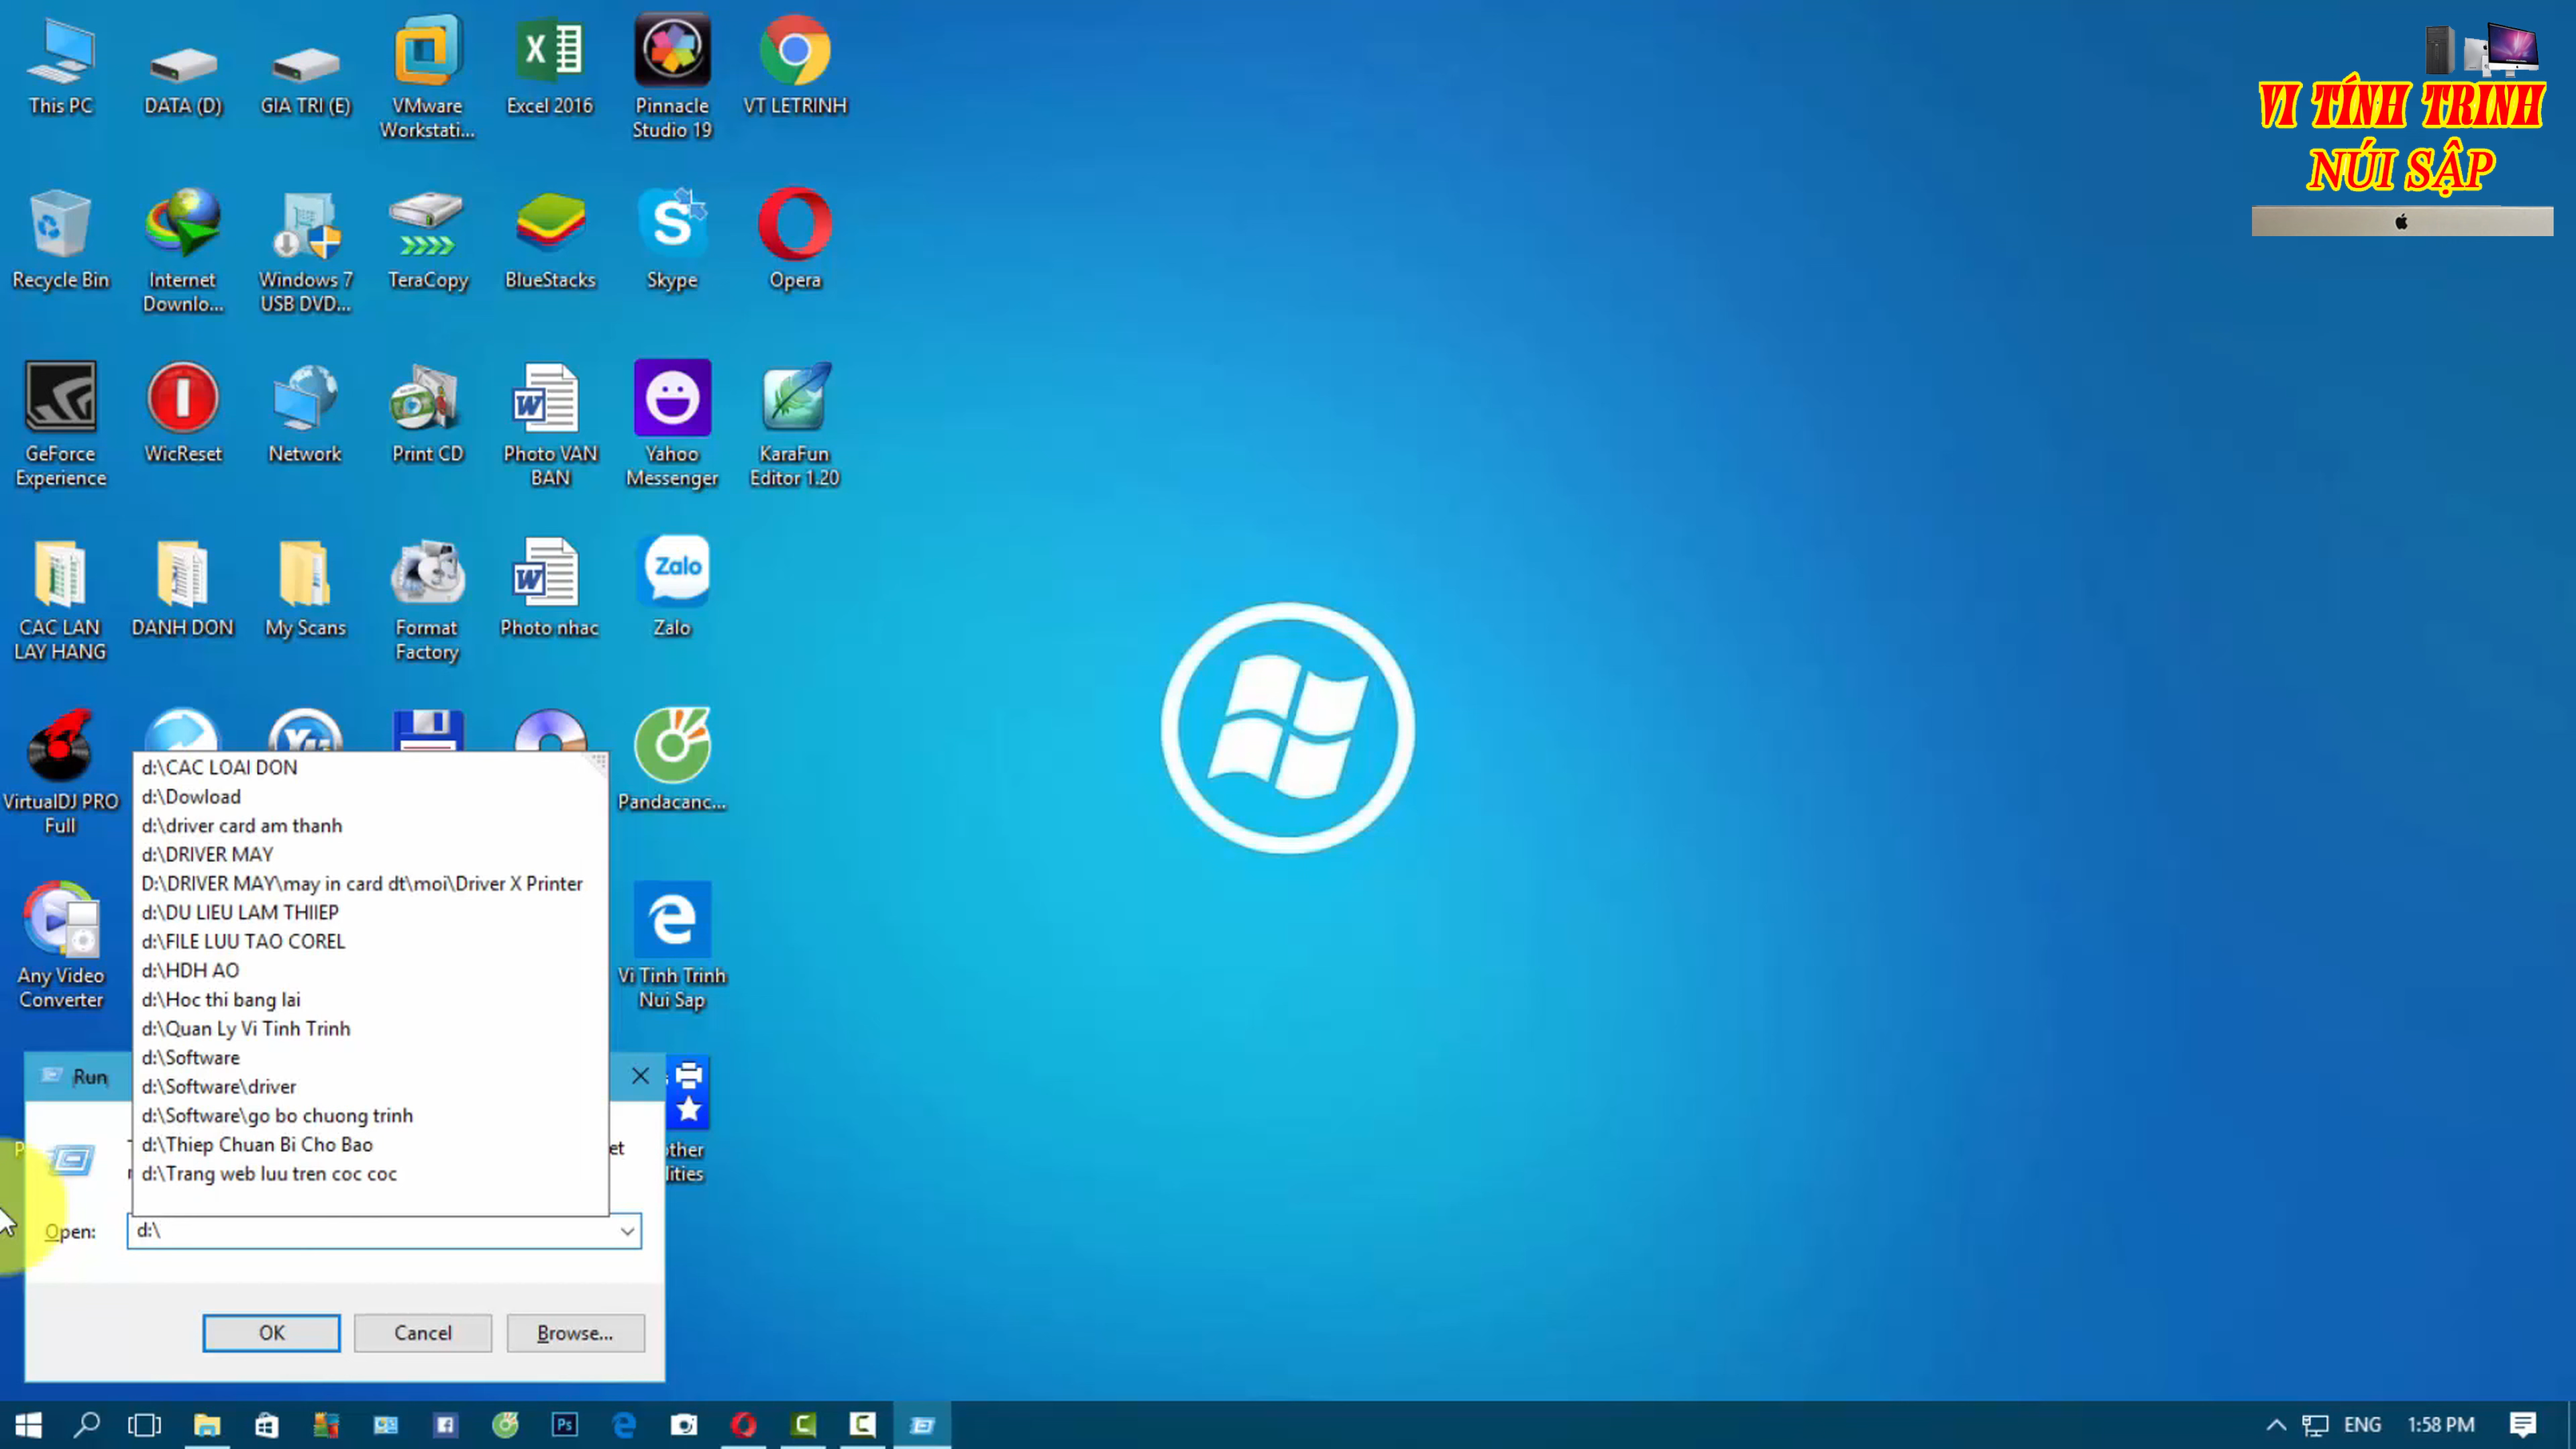 This PC
DATA (D)
GIA TRI (E)
VMware
Workstati...
Excel 2016
Pinnacle
Studio 19
VT LETRINH
VI TÍNH TRINH
NÚI SẬP
Recycle Bin
Internet
Downlo...
Windows 7
USB DVD...
TeraCopy
BlueStacks
Skype
Opera
GeForce
Experience
WicReset
Network
Print CD
Photo VAN
BAN
Yahoo
Messenger
KaraFun
Editor 1.20
CAC LAN
LAY HANG
DANH DON
My Scans
Format
Factory
Photo nhac
Zalo
Zalo
VirtualDJ PRO
Full
Pandacanc...
Any Video
Converter
Vi Tinh Trinh
Nui Sap
d:\CAC LOAI DON
d:\Dowload
d:\driver card am thanh
d:\DRIVER MAY
D:\DRIVER MAY\may in card dt\moi\Driver X Printer
d:\DU LIEU LAM THIIEP
d:\FILE LUU TAO COREL
d:\HDH AO
d:\Hoc thi bang lai
d:\Quan Ly Vi Tinh Trinh
d:\Software
d:\Software\driver
d:\Software\go bo chuong trinh
d:\Thiep Chuan Bi Cho Bao
d:\Trang web luu tren coc coc
Run
et
other
lities
Open:
d:\
OK
Cancel
Browse...
Ps
ENG
1:58 PM